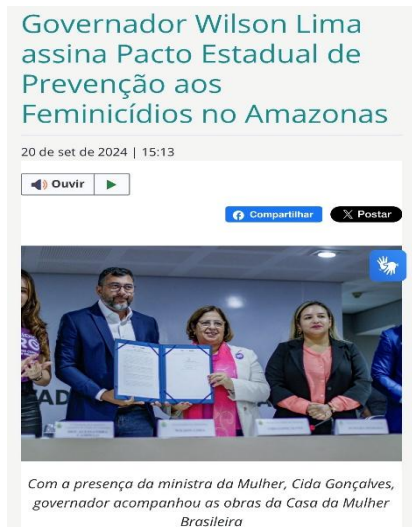 Governador Wilson Lima
assina Pacto Estadual de
Prevenção aos
Feminicídios no Amazonas
20 de set de 2024 | 15:13
Ouvir
Compartilhar
Postar
Com a presença da ministra da Mulher, Cida Gonçalves,
governador acompanhou as obras da Casa da Mulher
Brasileira